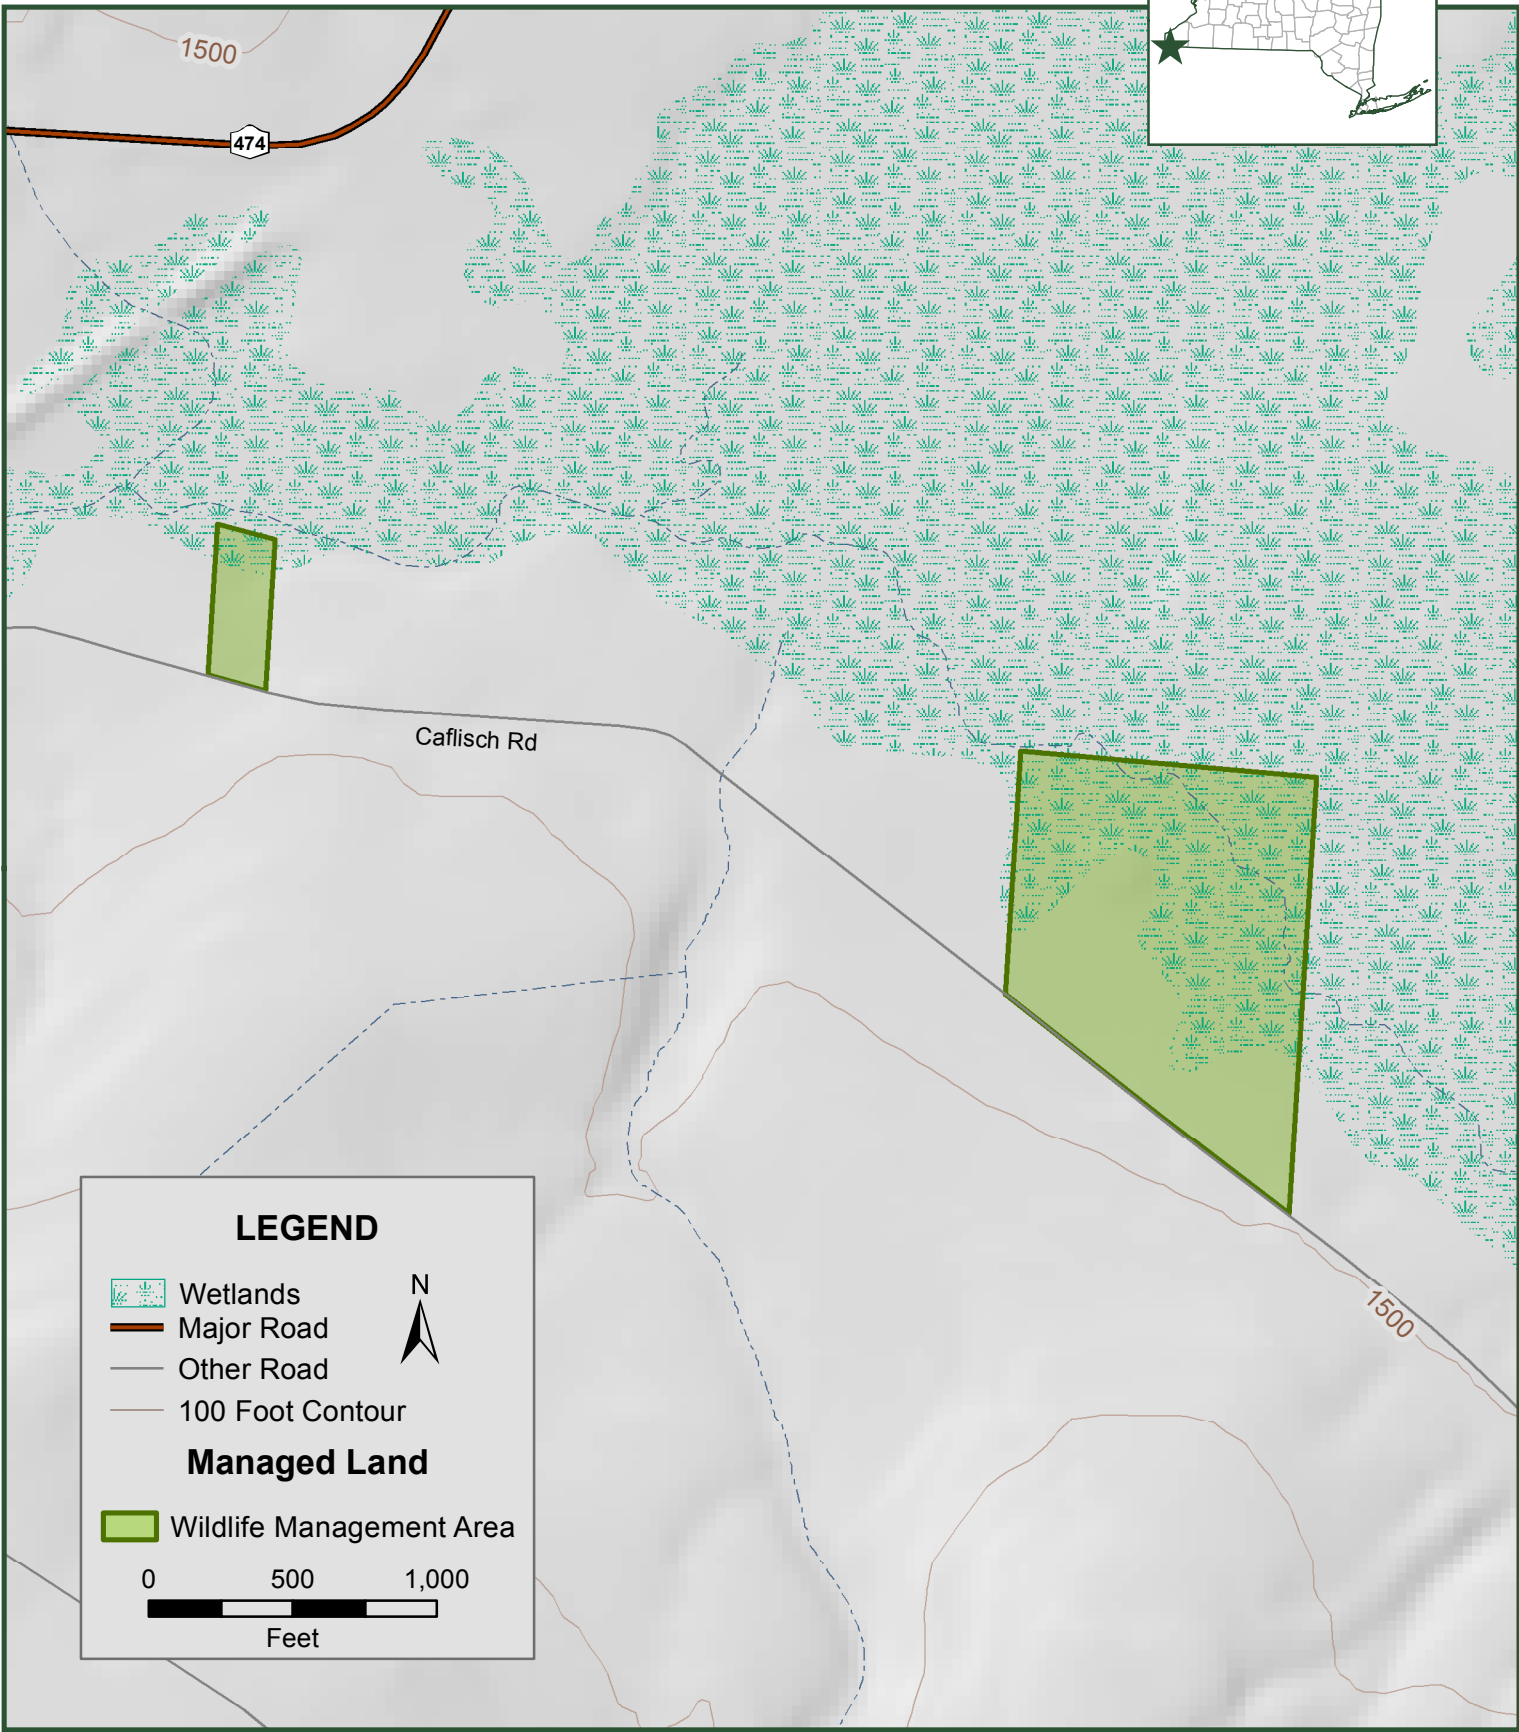 1500
474
Caflisch Rd
1500
LEGEND
N
Wetlands
Major Road
Other Road
100 Foot Contour
Managed Land
Wildlife Management Area
0 500 1,000
Feet